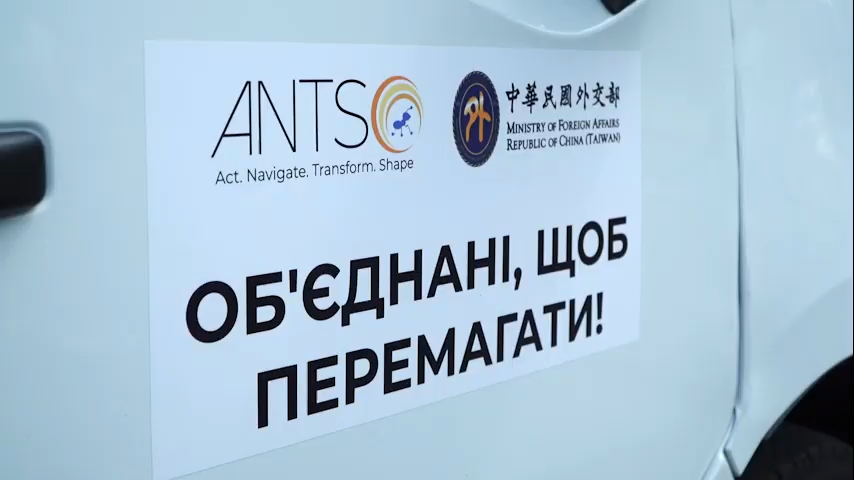 ANTS
Act. Navigate. Transform. Shape
中華民國外交部
MINISTRY OF FOREIGN AFFAIRS
REPUBLIC OF CHINA (TAIWAN)
ОБ'ЄДНАНІ, ЩОБ
ПЕРЕМАГАТИ!